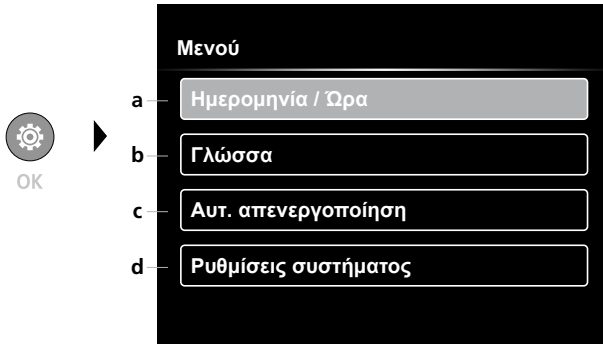 Μενού
a Ημερομηνία / Ώρα
b Γλώσσα
OK
c Αυτ. απενεργοποίηση
d Ρυθμίσεις συστήματος